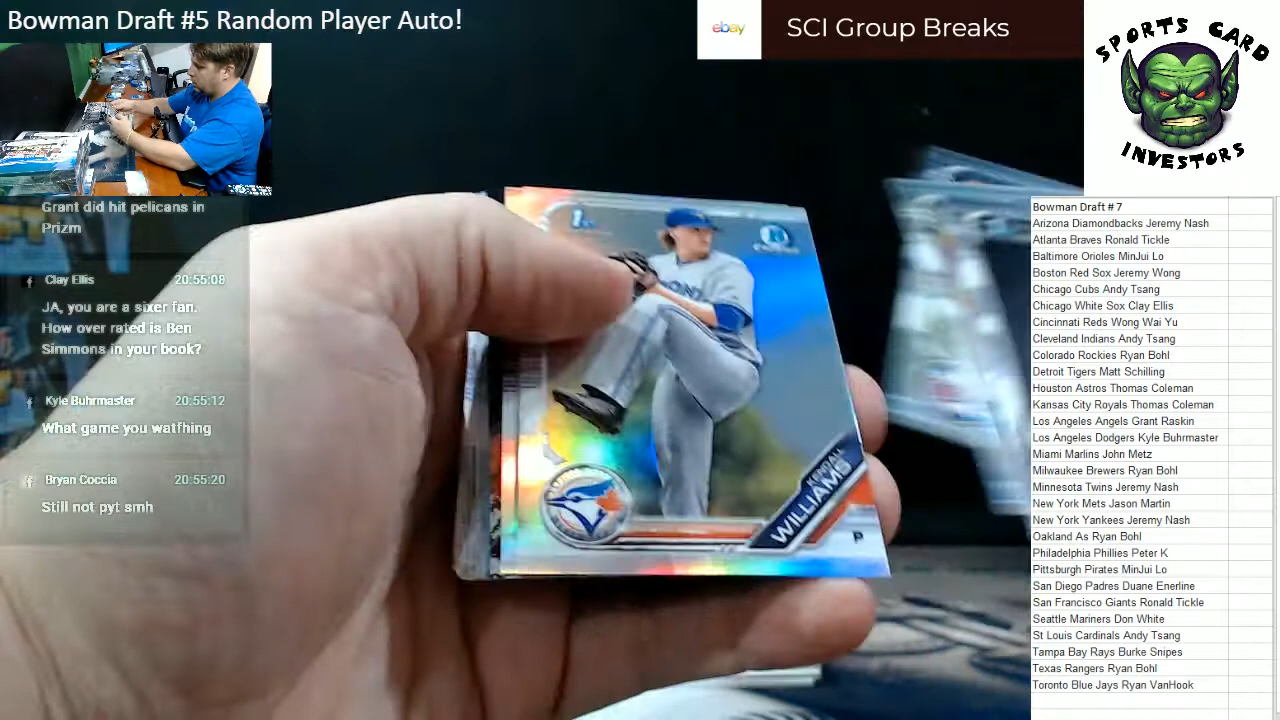 Bowman Draft #5 Random Player Auto!
ebay
SCI Group Breaks
SPORTS CARD
INVESTORS
Grant did hit pelicans in
Prizm
Clay Ellis 20:55:08
JA, you are a sixer fan.
How over rated is Ben
Simmons in your book?
Kyle Buhrmaster 20:55:12
What game you watfhing
Bryan Coccia 20:55:20
Still not pyt smh
1st
KENDALL
WILLIAMS
P
Bowman Draft #7
Arizona Diamondbacks Jeremy Nash
Atlanta Braves Ronald Tickle
Baltimore Orioles MinJui Lo
Boston Red Sox Jeremy Wong
Chicago Cubs Andy Tsang
Chicago White Sox Clay Ellis
Cincinnati Reds Wong Wai Yu
Cleveland Indians Andy Tsang
Colorado Rockies Ryan Bohl
Detroit Tigers Matt Schilling
Houston Astros Thomas Coleman
Kansas City Royals Thomas Coleman
Los Angeles Angels Grant Raskin
Los Angeles Dodgers Kyle Buhrmaster
Miami Marlins John Metz
Milwaukee Brewers Ryan Bohl
Minnesota Twins Jeremy Nash
New York Mets Jason Martin
New York Yankees Jeremy Nash
Oakland As Ryan Bohl
Philadelphia Phillies Peter K
Pittsburgh Pirates MinJui Lo
San Diego Padres Duane Enerline
San Francisco Giants Ronald Tickle
Seattle Mariners Don White
St Louis Cardinals Andy Tsang
Tampa Bay Rays Burke Snipes
Texas Rangers Ryan Bohl
Toronto Blue Jays Ryan VanHook